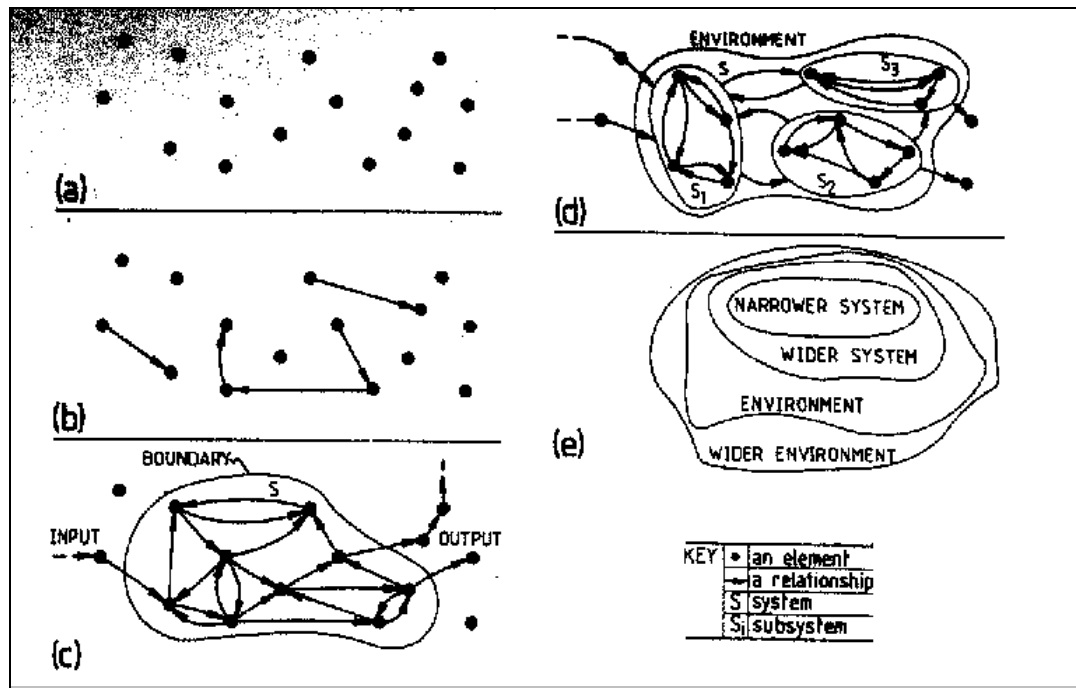 (a)
(b)
BOUNDARY
S
INPUT
OUTPUT
(c)
ENVIRONMENT
S
S3
S1
S2
(d)
NARROWER SYSTEM
WIDER SYSTEM
ENVIRONMENT
(e)
WIDER ENVIRONMENT
KEY • an element
a relationship
S system
Si subsystem